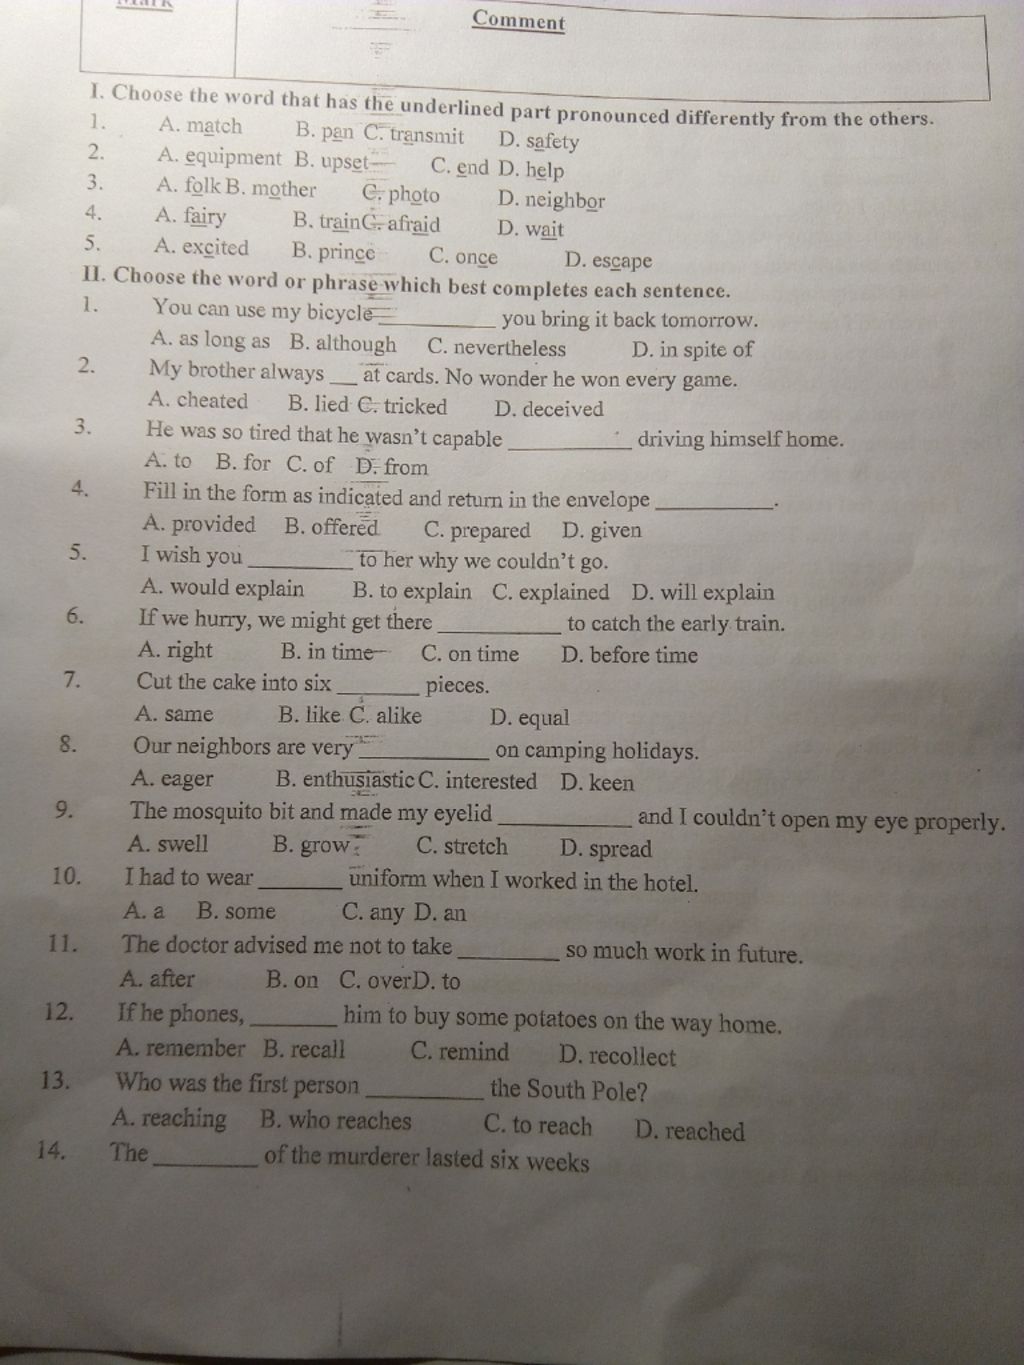 Mark
Comment
I. Choose the word that has the underlined part pronounced differently from the others.
1. A. match B. pan C. transmit D. safety
2. A. equipment B. upset C. end D. help
3. A. folk B. mother C. photo D. neighbor
4. A. fairy B. train C. afraid D. wait
5. A. excited B. prince C. once D. escape
II. Choose the word or phrase which best completes each sentence.
1. You can use my bicycle __________ you bring it back tomorrow.
A. as long as B. although C. nevertheless D. in spite of
2. My brother always __ at cards. No wonder he won every game.
A. cheated B. lied C. tricked D. deceived
3. He was so tired that he wasn't capable __________ driving himself home.
A. to B. for C. of D. from
4. Fill in the form as indicated and return in the envelope __________.
A. provided B. offered C. prepared D. given
5. I wish you _________ to her why we couldn't go.
A. would explain B. to explain C. explained D. will explain
6. If we hurry, we might get there __________ to catch the early train.
A. right B. in time C. on time D. before time
7. Cut the cake into six _______ pieces.
A. same B. like C. alike D. equal
8. Our neighbors are very __________ on camping holidays.
A. eager B. enthusiastic C. interested D. keen
9. The mosquito bit and made my eyelid __________ and I couldn't open my eye properly.
A. swell B. grow C. stretch D. spread
10. I had to wear _______ uniform when I worked in the hotel.
A. a B. some C. any D. an
11. The doctor advised me not to take ________ so much work in future.
A. after B. on C. over D. to
12. If he phones, _______ him to buy some potatoes on the way home.
A. remember B. recall C. remind D. recollect
13. Who was the first person _________ the South Pole?
A. reaching B. who reaches C. to reach D. reached
14. The ________ of the murderer lasted six weeks